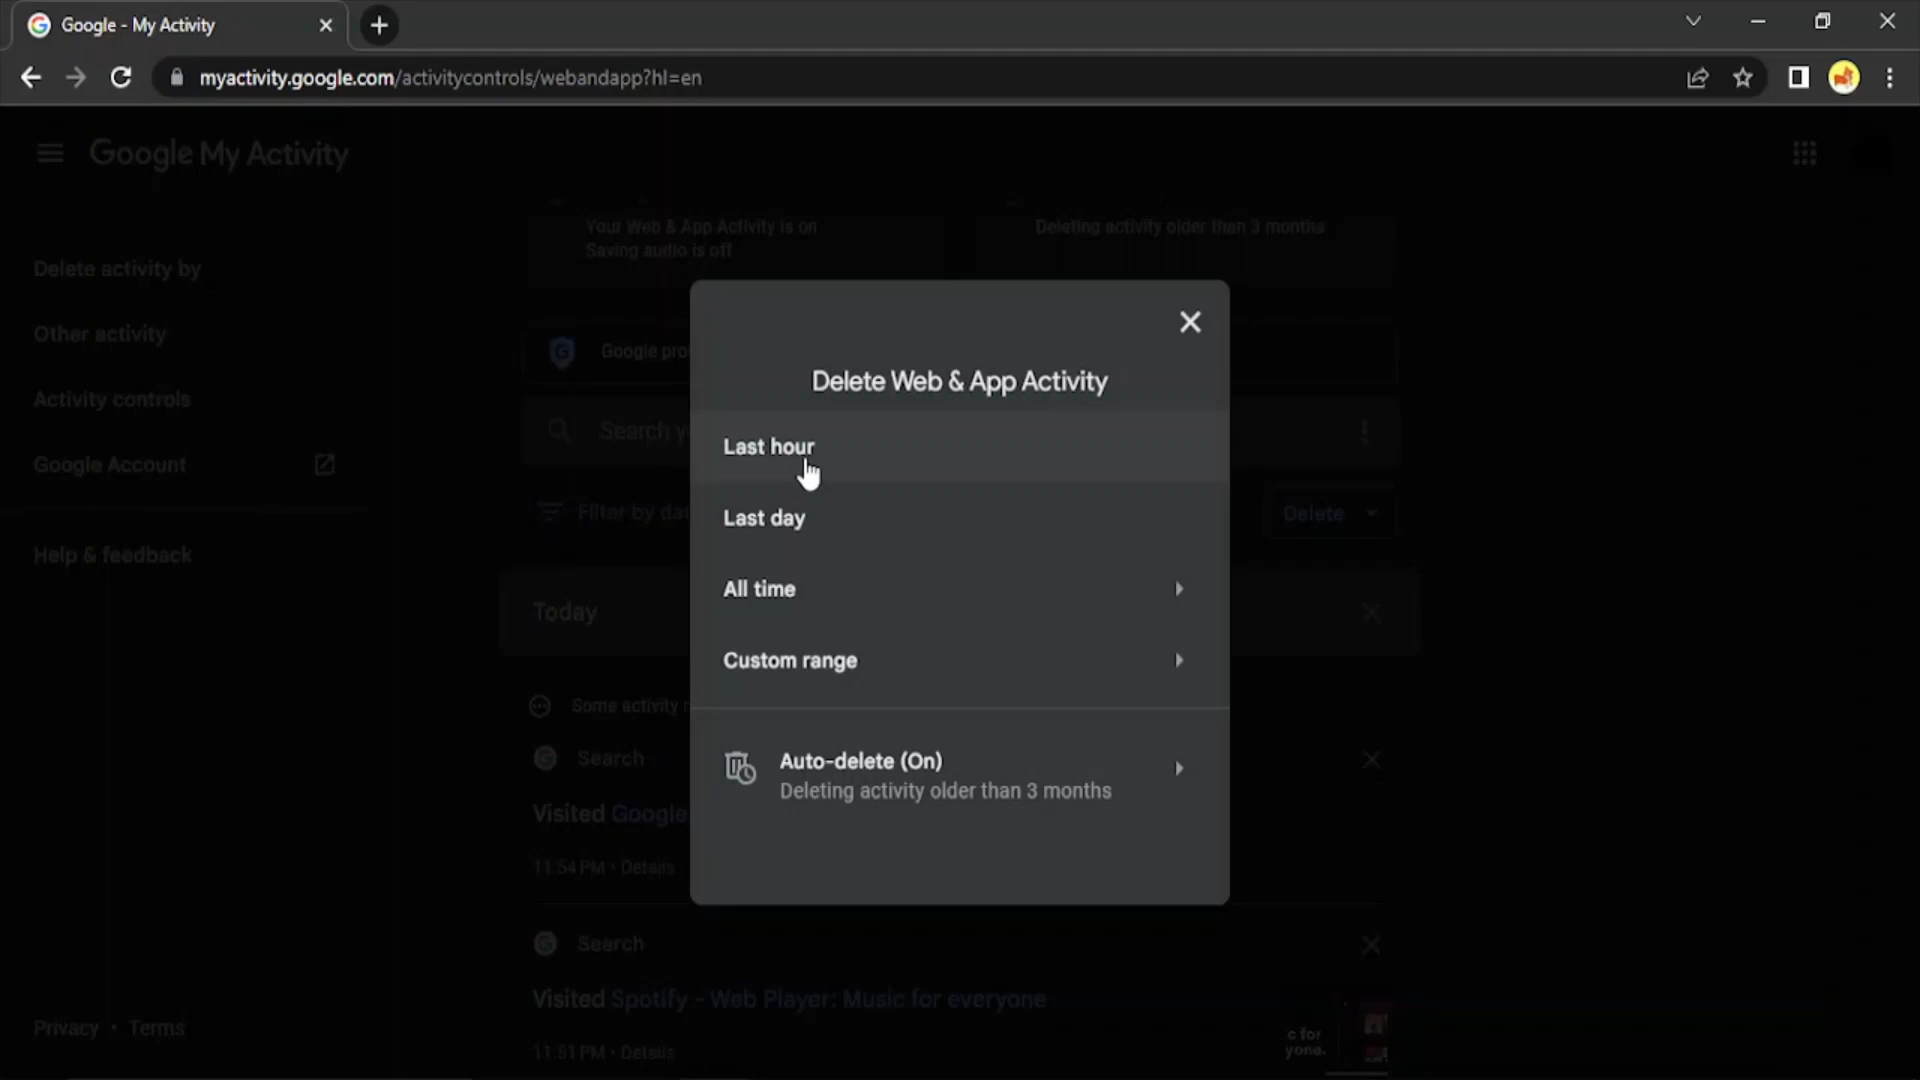 Google - My Activity
myactivity.google.com/activitycontrols/webandapp?hl=en
Google My Activity
Your Web & App Activity is on
Saving audio is off
Deleting activity older than 3 months
Delete activity by
Other activity
Activity controls
Google Account
Help & feedback
Google
Search
Filter by
Delete
Today
Delete Web & App Activity
Last hour
Last day
All time
Custom range
Auto-delete (On)
Deleting activity older than 3 months
Some activity
Search
Visited Google
11:54 PM • Details
Search
Visited Spotify - Web Player: Music for everyone
11:51 PM • Details
c for
yone.
Privacy • Terms